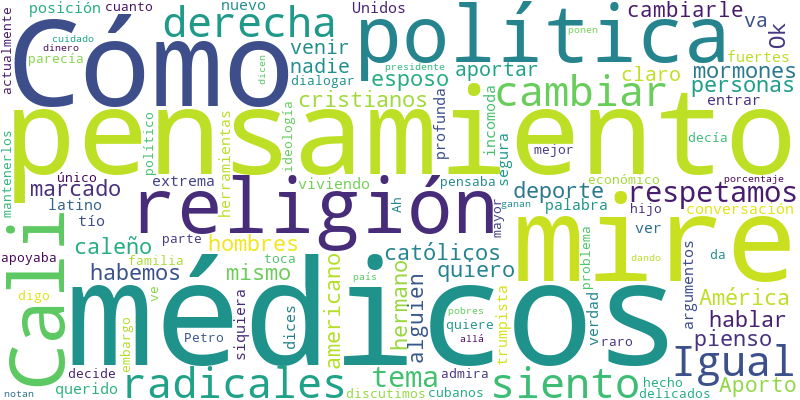 posición
cuanto
nuevo
Unidos
cambiarle
actualmente
cuidado
dinero
parecía
Cómo
derecha
venir
nadie
dialogar
presidente
dicen
esposo
política
aportar
va
Ok
ponen
fuertes
claro
mormones
personas
mantenerlos
pensamiento
político
herramientas
ideología
cristianos
profunda
incomoda
segura
cambiar
entrar
decía
mejor
único
marcado
extrema
religión
viviendo
pensaba
Ah
mayor
ganan
deporte
económico
porcentaje
respetamos
latino
tío
caleño
parte
hombres
palabra
hijo
conversación
mire
Cali
apoyaba
habemos
familia
toca
mismo
católicos
quiero
ver
problema
dando
da
argumentos
digo
ve
médicos
americano
hermano
alguien
país
América
hablar
pienso
embargo
Petro
siquiera
dices
pobres
quiere
allá
trumpista
verdad
raro
Igual
decide
querido
notan
radicales
tema
discutimos
admira
cubanos
siento
hecho
delicados
Aporto